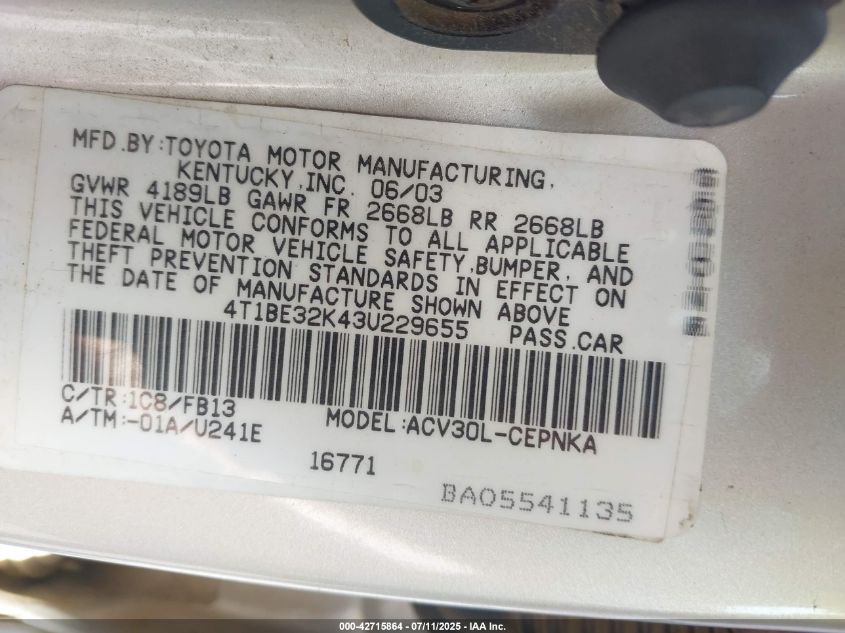 MFD.BY:TOYOTA MOTOR MANUFACTURING,
KENTUCKY,INC. 06/03
GVWR 4189LB GAWR FR 2668LB RR 2668LB
THIS VEHICLE CONFORMS TO ALL APPLICABLE
FEDERAL MOTOR VEHICLE SAFETY,BUMPER, AND
THEFT PREVENTION STANDARDS IN EFFECT ON
THE DATE OF MANUFACTURE SHOWN ABOVE
4T1BE32K43U229655 PASS.CAR
C/TR:1C8/FB13
A/TM:-01A/U241E MODEL:ACV30L-CEPNKA
16771
BA05541135
000-42715864 - 07/11/2025 - IAA Inc.